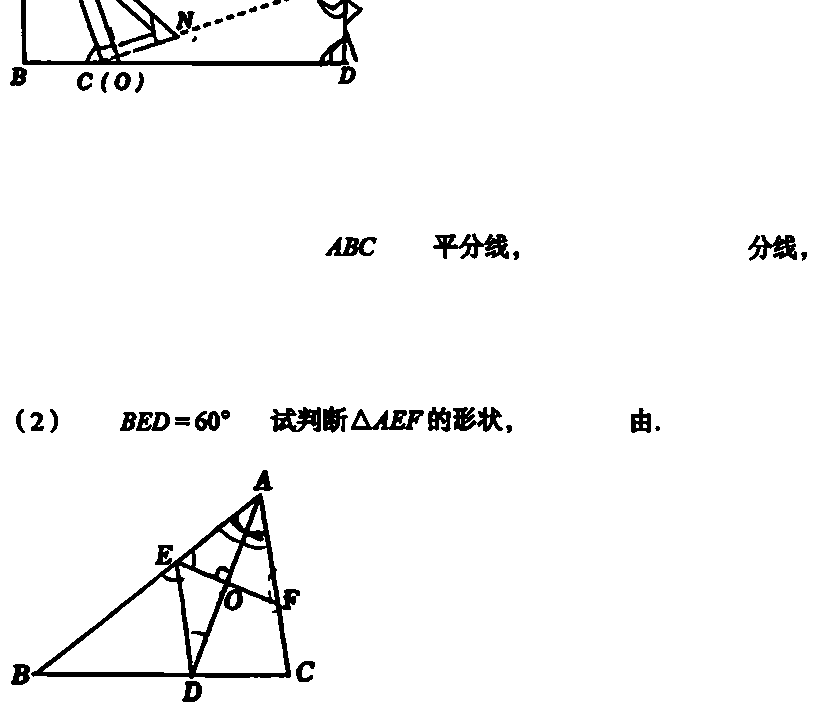 N
B C(O) D
ABC 平分线， 分线，
(2) BED=60° 试判断△AEF的形状， 由.
A
E
O F
B D C